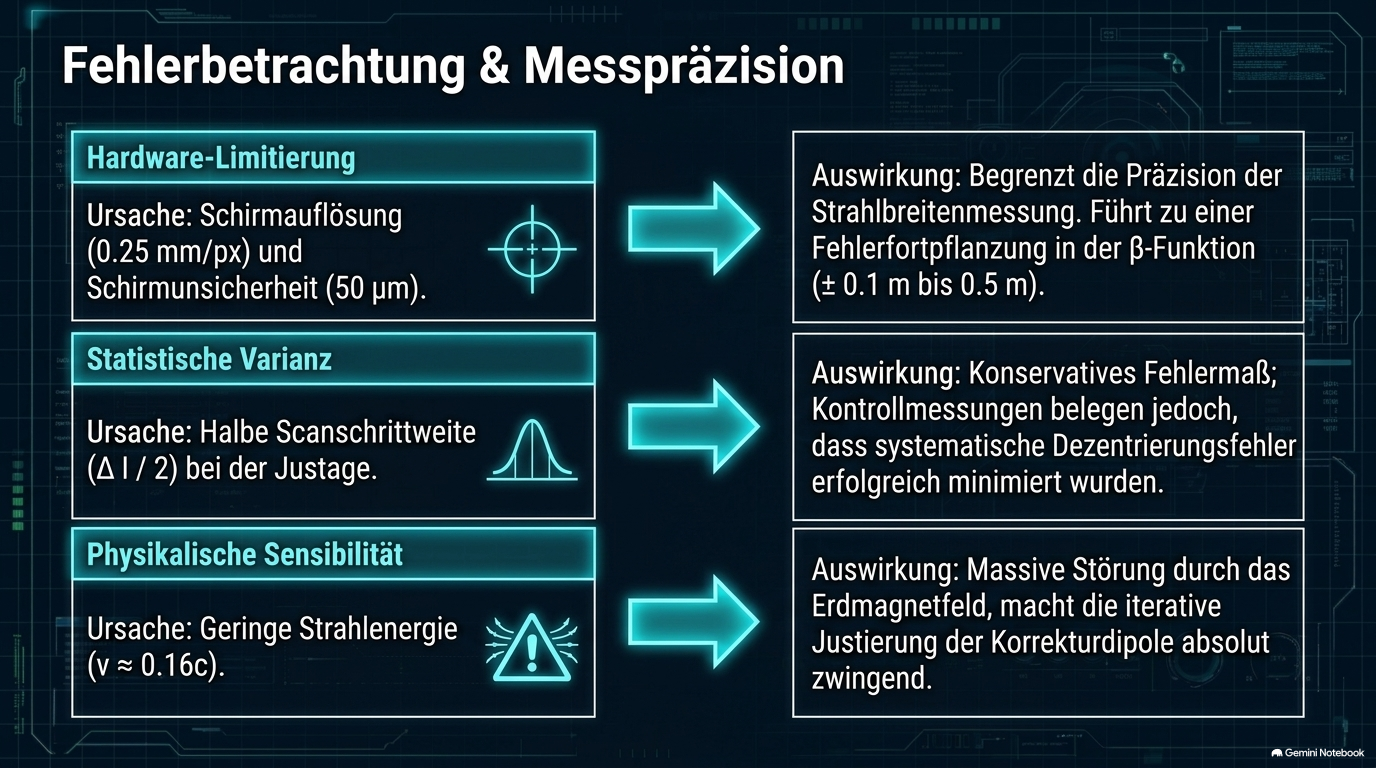 Fehlerbetrachtung & Messpräzision
Hardware-Limitierung
Ursache: Schirmauflösung
(0.25 mm/px) und
Schirmunsicherheit (50 μm).
Auswirkung: Begrenzt die Präzision der
Strahlbreitenmessung. Führt zu einer
Fehlerfortpflanzung in der β-Funktion
(± 0.1 m bis 0.5 m).
Statistische Varianz
Ursache: Halbe Scanschrittweite
(Δ I / 2) bei der Justage.
Auswirkung: Konservatives Fehlermaß;
Kontrollmessungen belegen jedoch,
dass systematische Dezentrierungsfehler
erfolgreich minimiert wurden.
Physikalische Sensibilität
Ursache: Geringe Strahlenergie
(v ≈ 0.16c).
Auswirkung: Massive Störung durch das
Erdmagnetfeld, macht die iterative
Justierung der Korrekturdipole absolut
zwingend.
Gemini Notebook